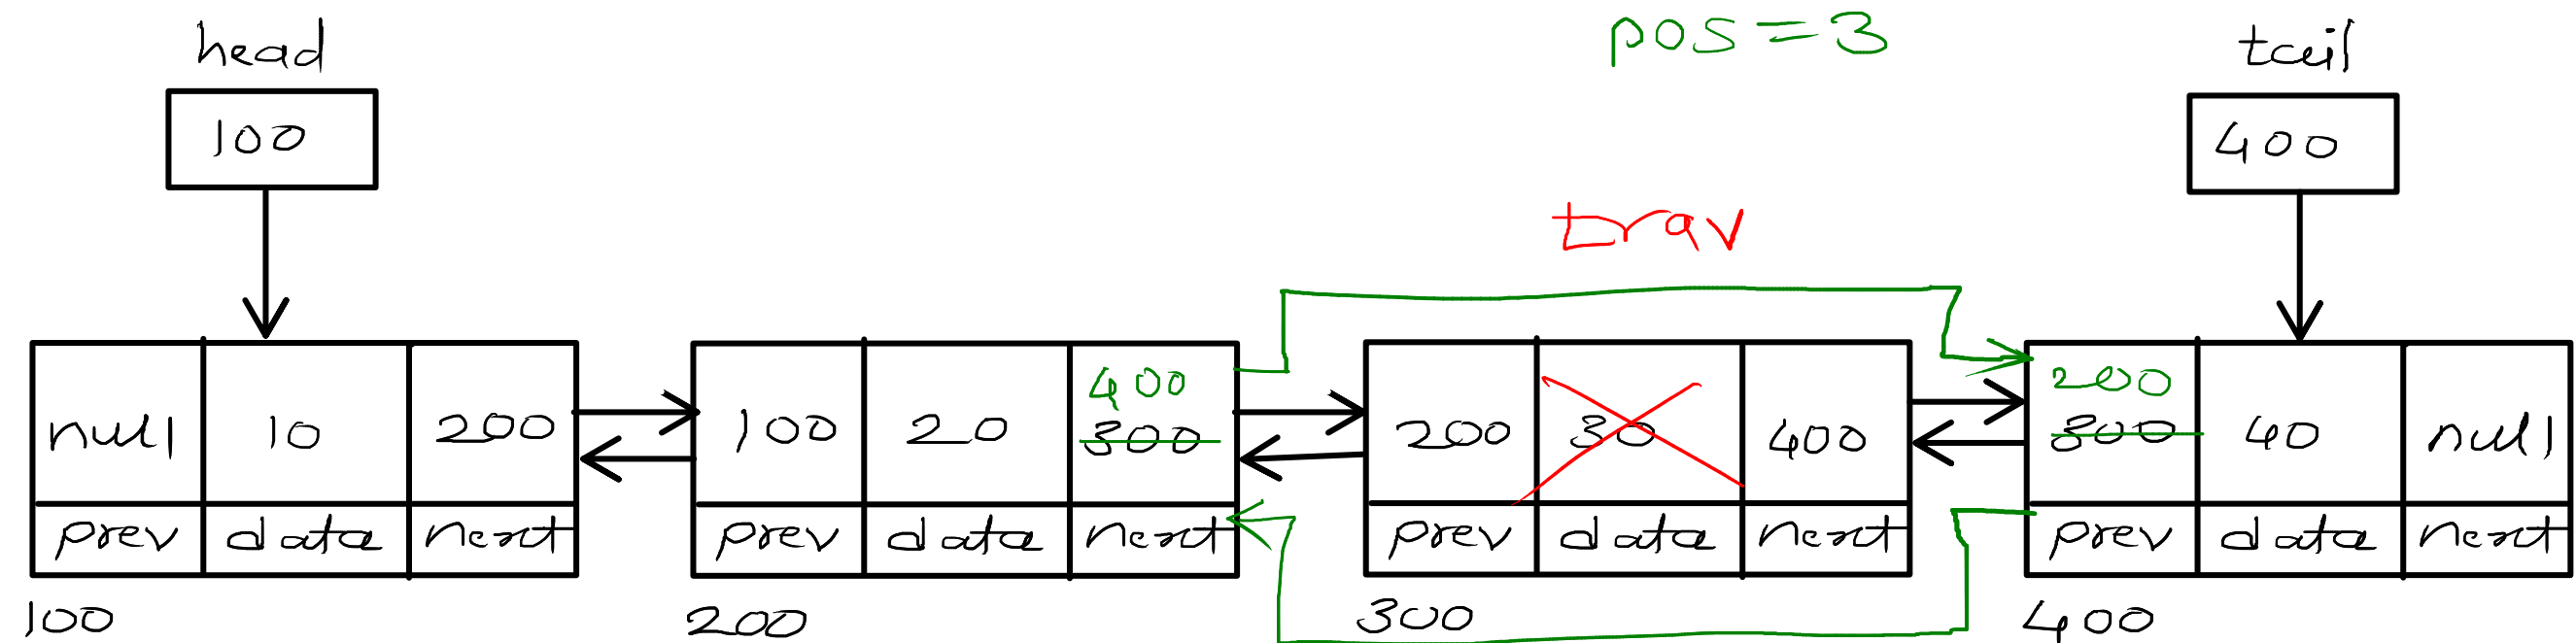 pos = 3
head
tail
100
400
trav
400
200
null 10 200
100 20 300
200 30 400
300 40 null
prev data next
prev data next
prev data next
prev data next
100
200
300
400